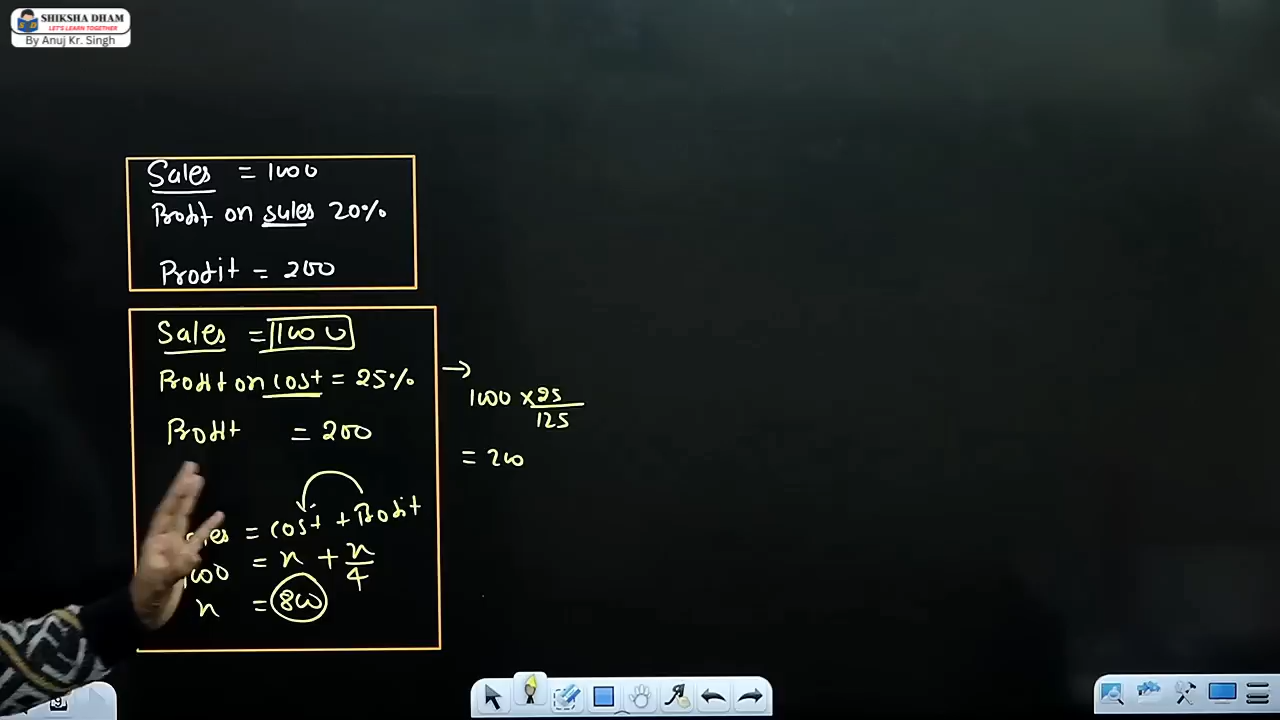 SHIKSHA DHAM
LET'S LEARN TOGETHER
By Anuj Kr. Singh
Sales = 1000
Profit on sales 20%
Profit = 200
Sales = 1000
Profit on cost = 25%
Profit = 200
= cost + Profit
1000 = x + x/4
x = 800
→
1000 × 25/125
= 200